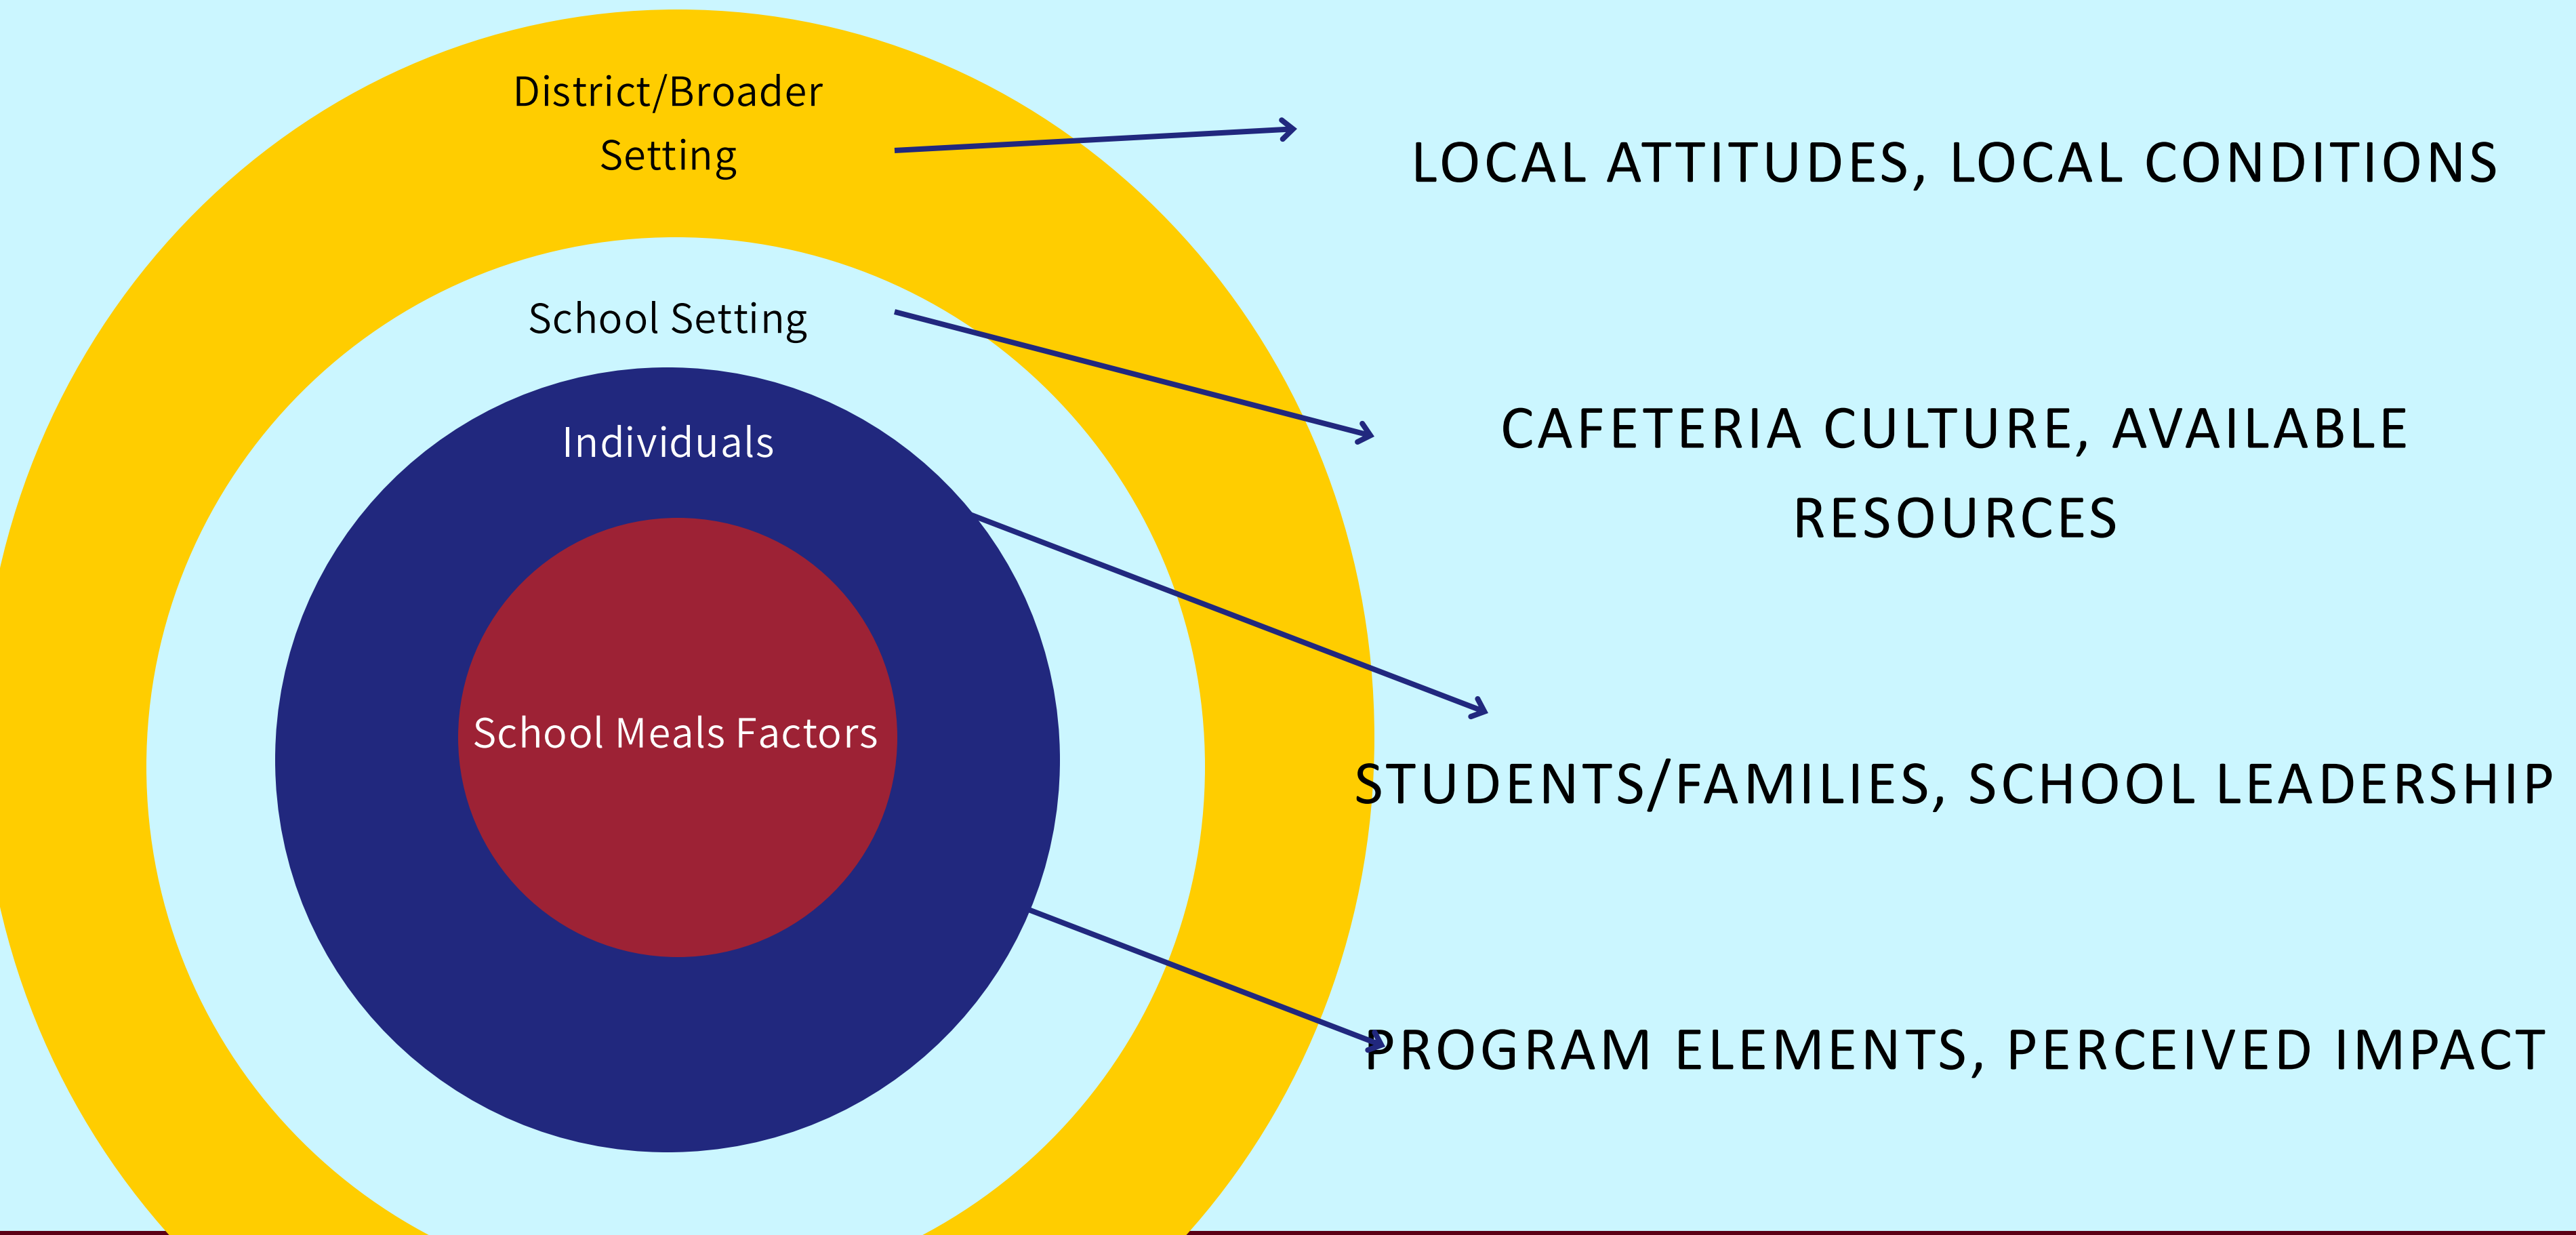 District/Broader
Setting
LOCAL ATTITUDES, LOCAL CONDITIONS
School Setting
CAFETERIA CULTURE, AVAILABLE
RESOURCES
Individuals
STUDENTS/FAMILIES, SCHOOL LEADERSHIP
School Meals Factors
PROGRAM ELEMENTS, PERCEIVED IMPACT